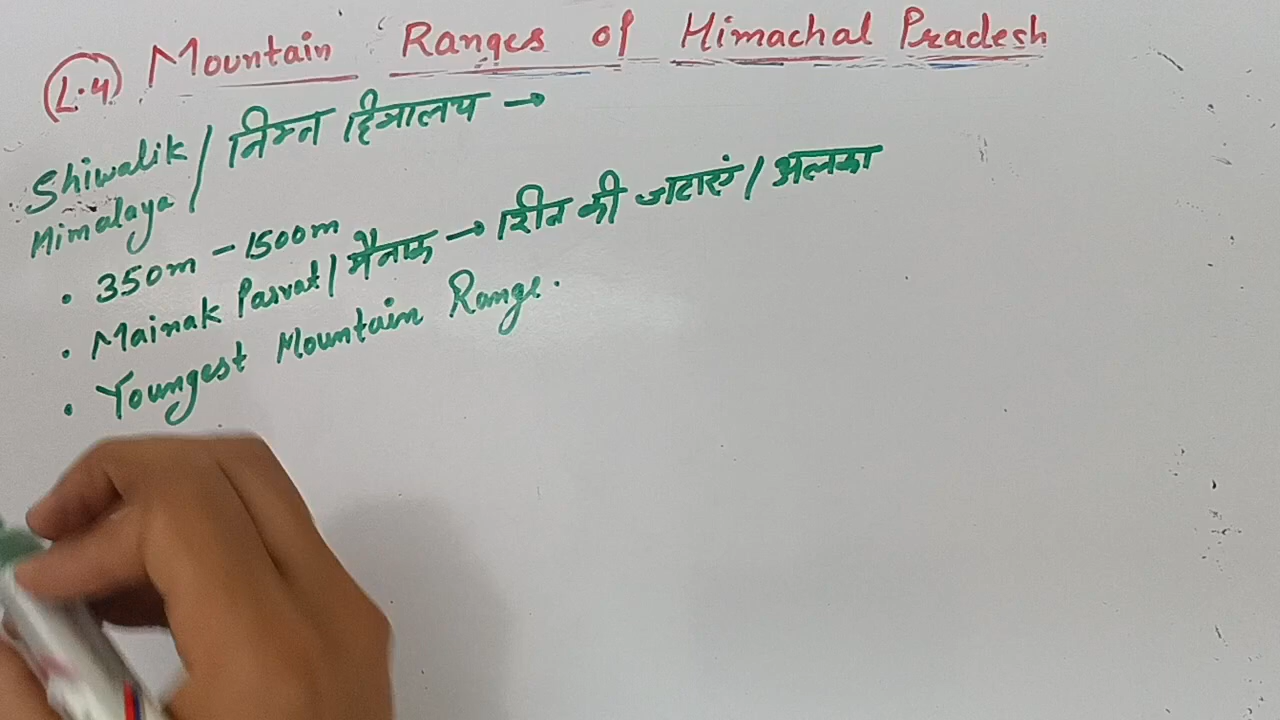 L.4 Mountain Ranges of Himachal Pradesh
Shiwalik / निम्न हिमालय →
Himalaya
• 350m - 1500m
• Mainak Parvat / मैनाक → शिव की जटाएं / अलका
• Youngest Mountain Range.